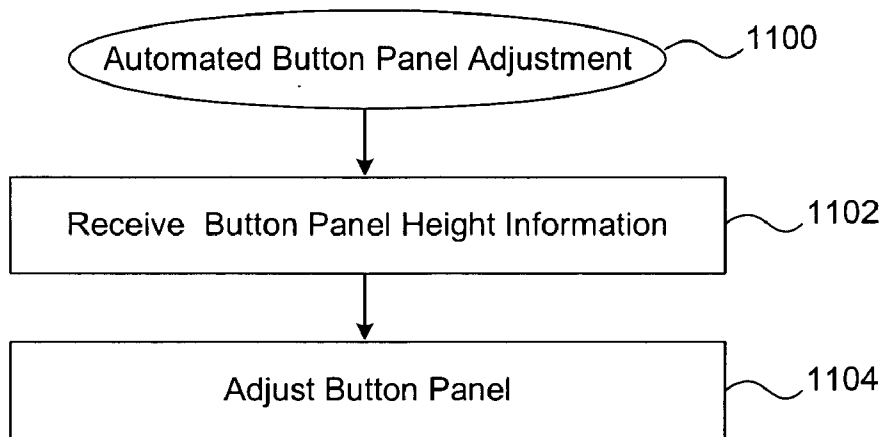 Automated Button Panel Adjustment
1100
Receive Button Panel Height Information
1102
Adjust Button Panel
1104